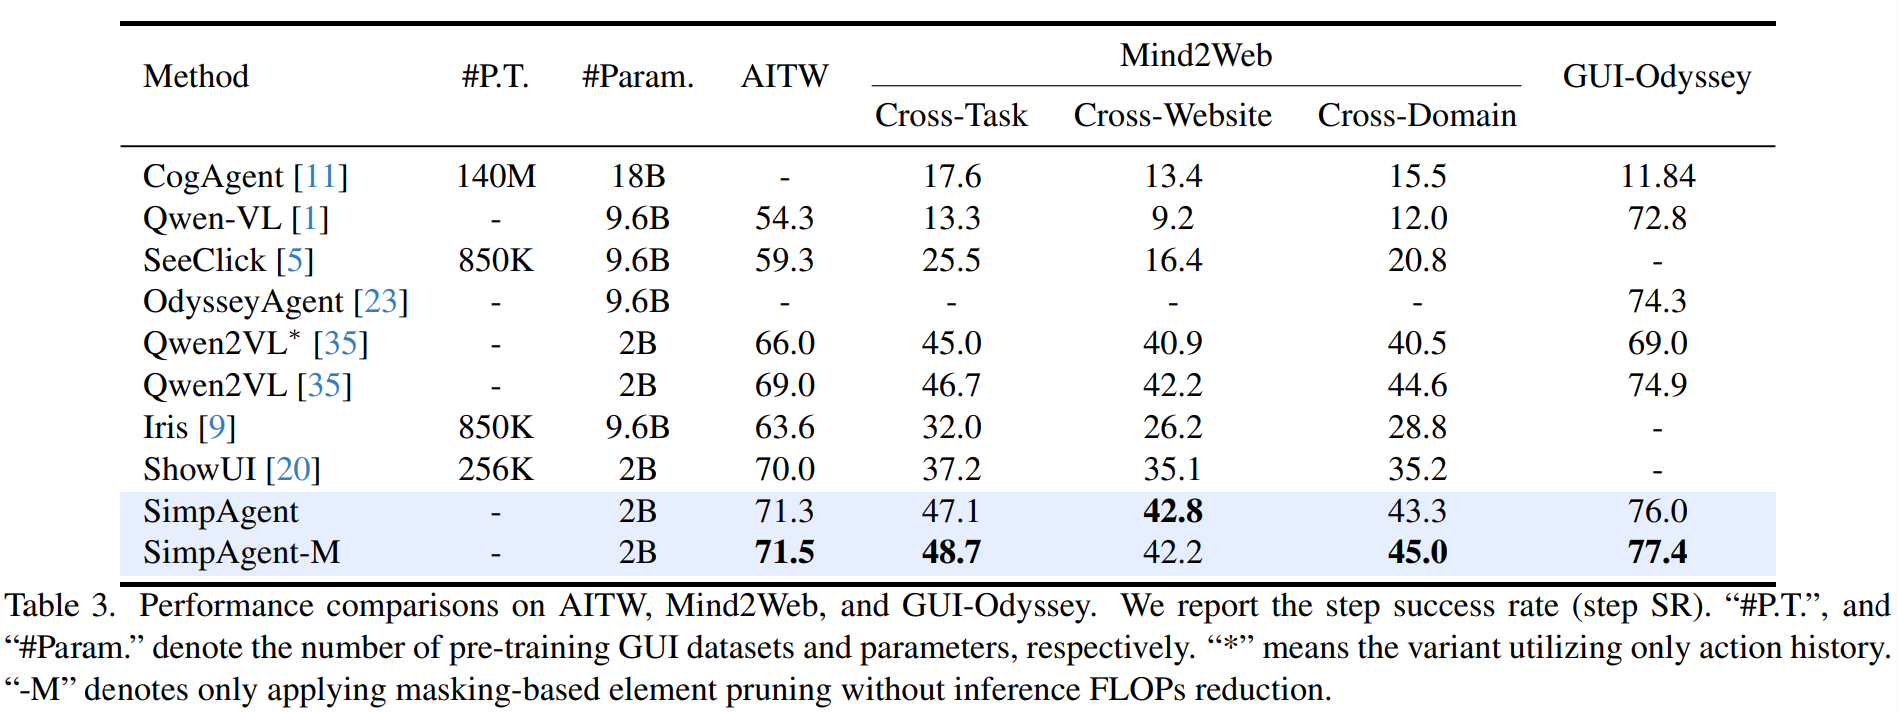 Method #P.T. #Param. AITW Mind2Web GUI-Odyssey
Cross-Task Cross-Website Cross-Domain
CogAgent [11] 140M 18B - 17.6 13.4 15.5 11.84
Qwen-VL [1] - 9.6B 54.3 13.3 9.2 12.0 72.8
SeeClick [5] 850K 9.6B 59.3 25.5 16.4 20.8 -
OdysseyAgent [23] - 9.6B - - - - 74.3
Qwen2VL* [35] - 2B 66.0 45.0 40.9 40.5 69.0
Qwen2VL [35] - 2B 69.0 46.7 42.2 44.6 74.9
Iris [9] 850K 9.6B 63.6 32.0 26.2 28.8 -
ShowUI [20] 256K 2B 70.0 37.2 35.1 35.2 -
SimpAgent - 2B 71.3 47.1 42.8 43.3 76.0
SimpAgent-M - 2B 71.5 48.7 42.2 45.0 77.4
Table 3. Performance comparisons on AITW, Mind2Web, and GUI-Odyssey. We report the step success rate (step SR). “#P.T.”, and
“#Param.” denote the number of pre-training GUI datasets and parameters, respectively. “*” means the variant utilizing only action history.
“-M” denotes only applying masking-based element pruning without inference FLOPs reduction.